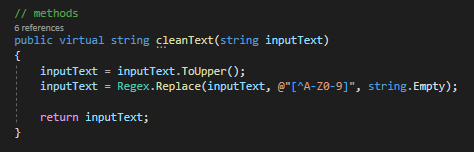 // methods
6 references
public virtual string cleanText(string inputText)
{
    inputText = inputText.ToUpper();
    inputText = Regex.Replace(inputText, @"[^A-Z0-9]", string.Empty);
    return inputText;
}